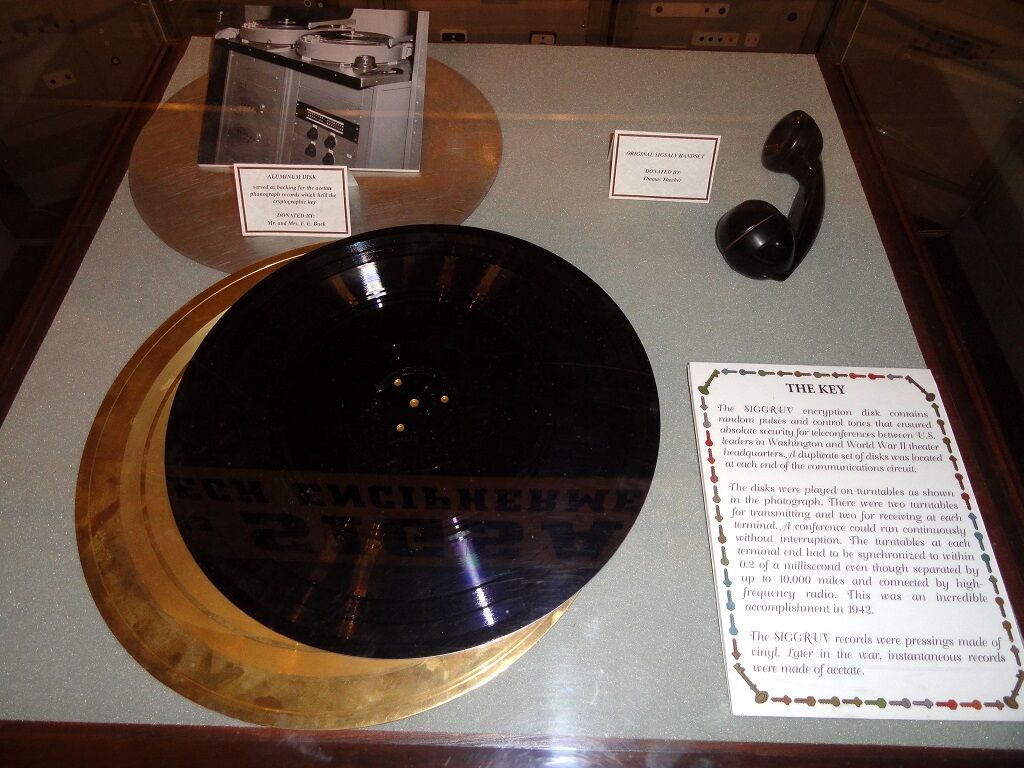 ALUMINUM DISK
served as backing for the acetate
phonograph records which held the
cryptographic key
DONATED BY:
Mr. and Mrs. F. E. Buck
ORIGINAL SIGSALY HANDSET
DONATED BY:
Thomas Thacher
THE KEY
The SIGGRUV encryption disk contains
random pulses and control tones that ensured
absolute security for teleconferences between U.S.
leaders in Washington and World War II theater
headquarters. A duplicate set of disks was located
at each end of the communications circuit.
The disks were played on turntables as shown
in the photograph. There were two turntables
for transmitting and two for receiving at each
terminal. A conference could run continuously
without interruption. The turntables at each
terminal end had to be synchronized to within
0.2 of a millisecond even though separated by
up to 10,000 miles and connected by high-
frequency radio. This was an incredible
accomplishment in 1942.
The SIGGRUV records were pressings made of
vinyl. Later in the war, instantaneous records
were made of acetate.